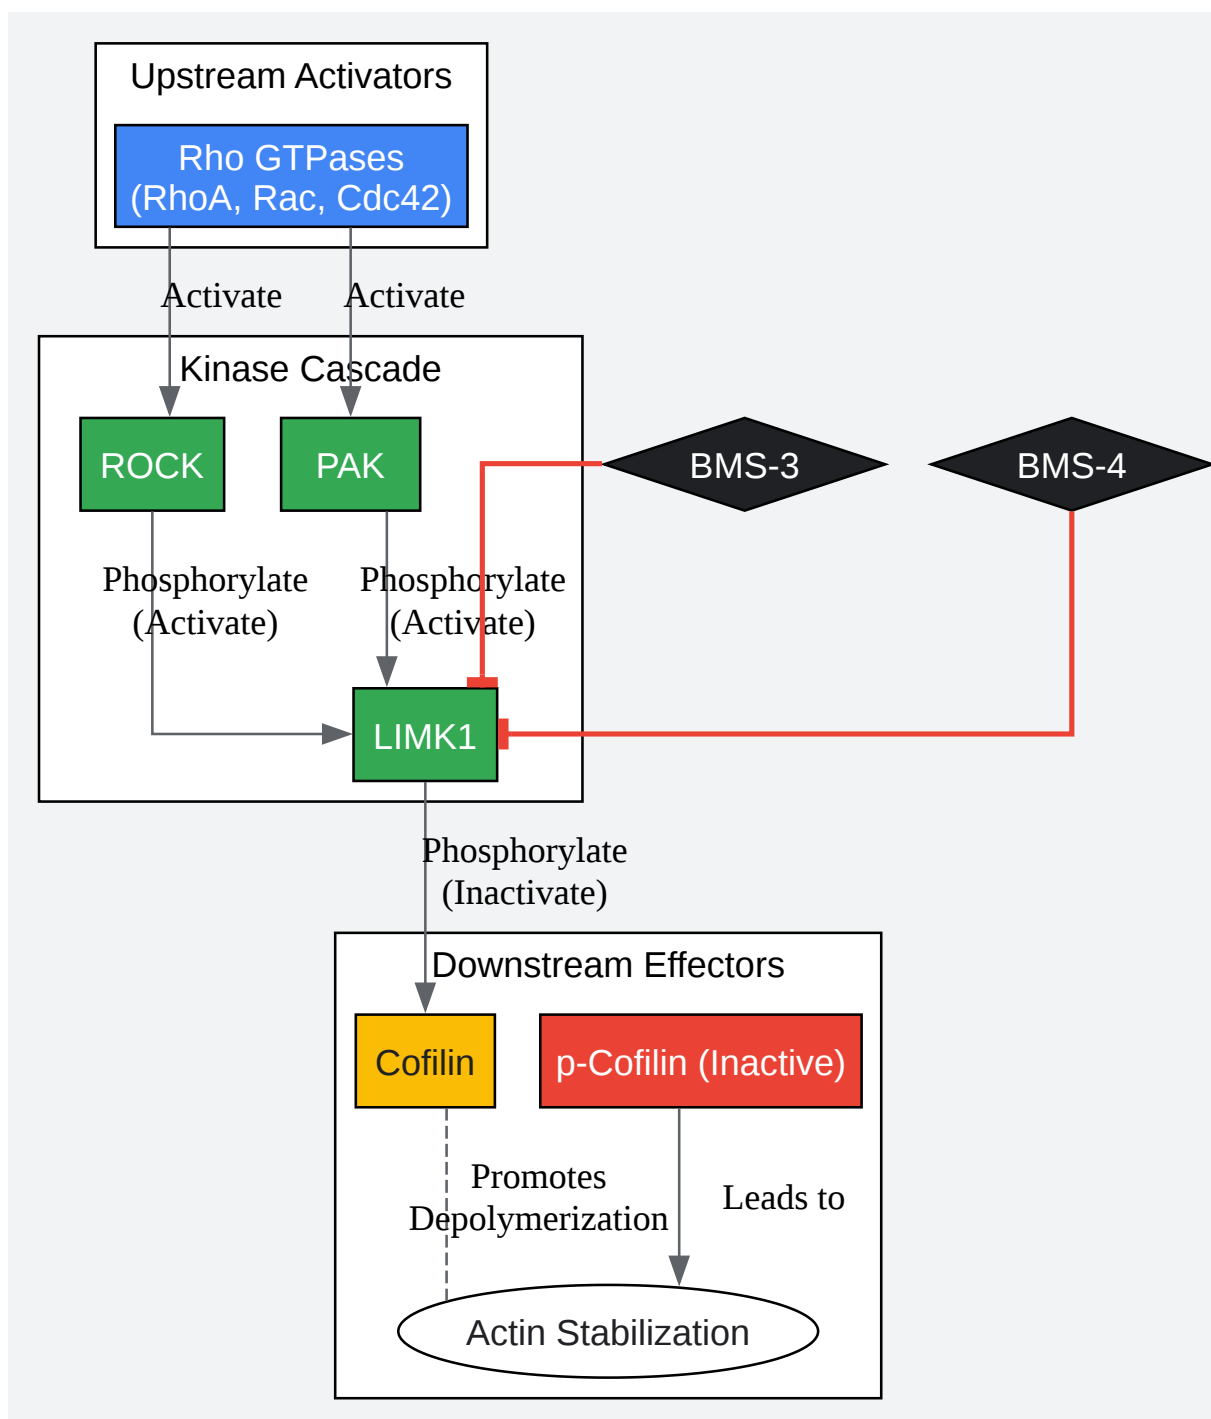 Upstream Activators
Rho GTPases
(RhoA, Rac, Cdc42)
Activate
Activate
Kinase Cascade
ROCK
PAK
BMS-3
BMS-4
Phosphorylate
(Activate)
Phosphorylate
(Activate)
LIMK1
Phosphorylate
(Inactivate)
Downstream Effectors
Cofilin
p-Cofilin (Inactive)
Promotes
Depolymerization
Leads to
Actin Stabilization